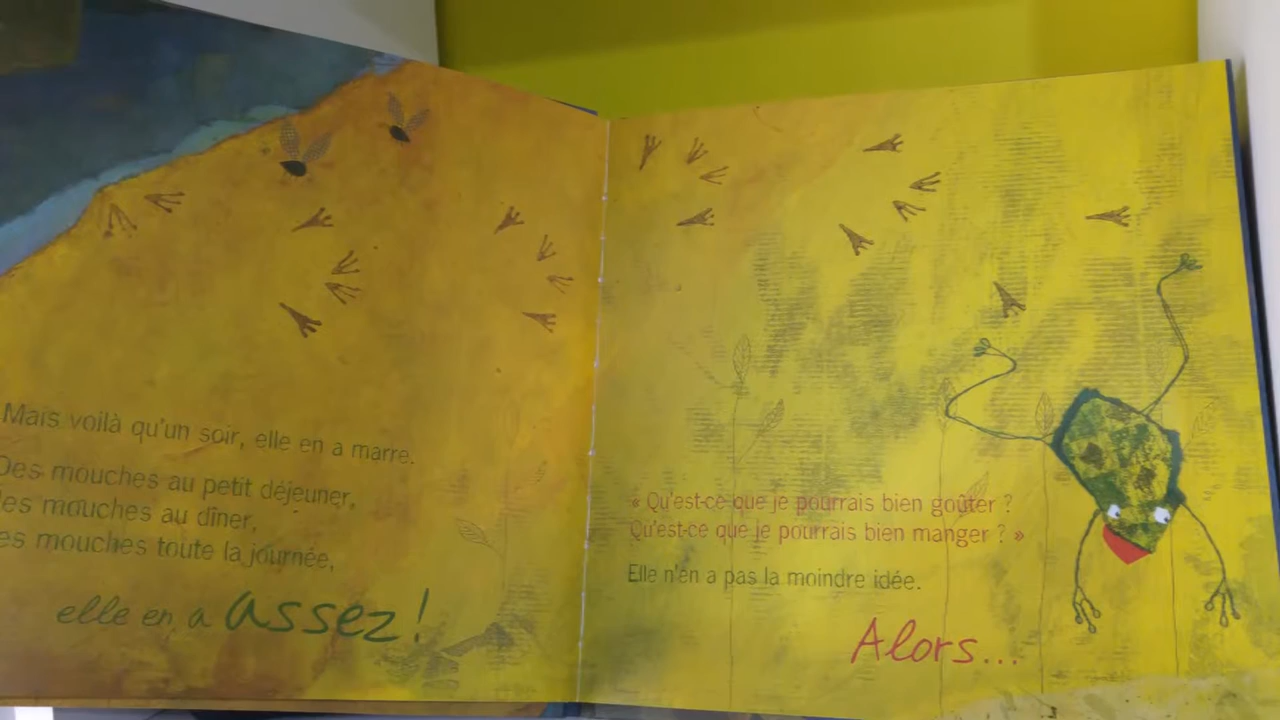 Mais voilà qu'un soir, elle en a marre.
Des mouches au petit déjeuner,
des mouches au dîner,
des mouches toute la journée,
elle en a assez!
« Qu'est-ce que je pourrais bien goûter ?
Qu'est-ce que je pourrais bien manger ? »
Elle n'en a pas la moindre idée.
Alors...